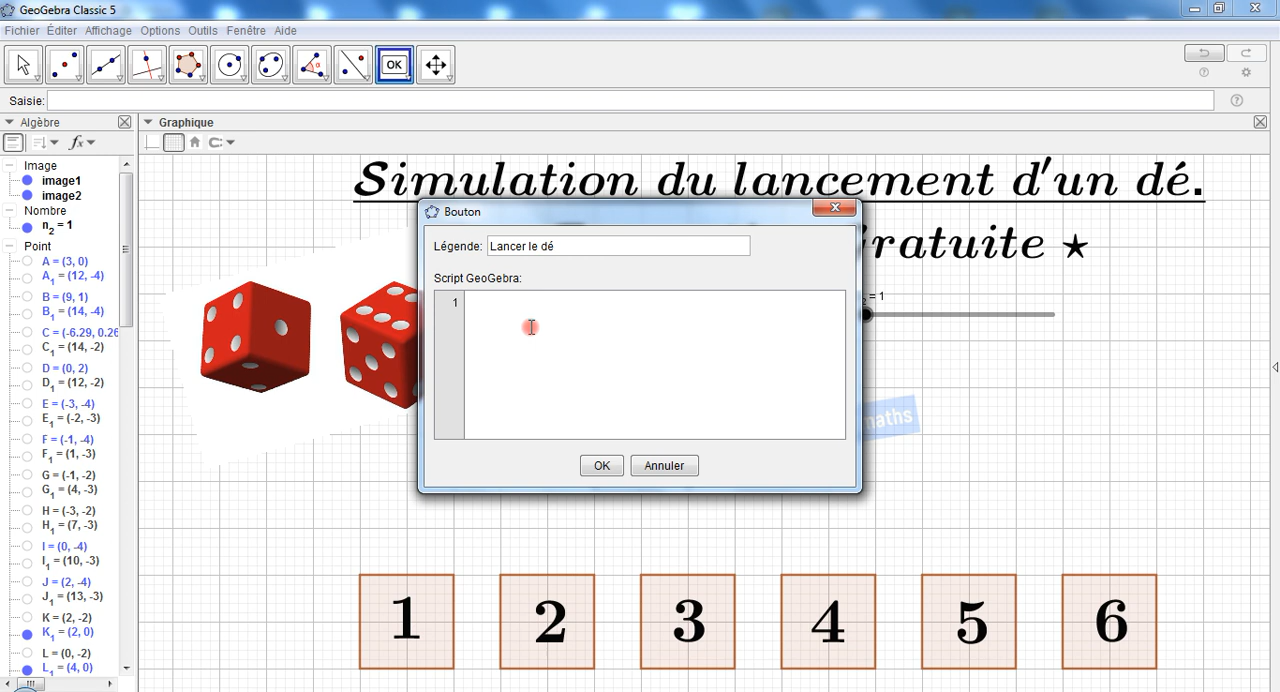 GeoGebra Classic 5
Fichier Éditer Affichage Options Outils Fenêtre Aide
OK
Saisie:
Algèbre
Graphique
fx
Image
image1
image2
Nombre
n2 = 1
Point
A = (3, 0)
A1 = (12, -4)
B = (9, 1)
B1 = (14, -4)
C = (-6.29, 0.26
C1 = (14, -2)
D = (0, 2)
D1 = (12, -2)
E = (-3, -4)
E1 = (-2, -3)
F = (-1, -4)
F1 = (1, -3)
G = (-1, -2)
G1 = (4, -3)
H = (-3, -2)
H1 = (7, -3)
I = (0, -4)
I1 = (10, -3)
J = (2, -4)
J1 = (13, -3)
K = (2, -2)
K1 = (2, 0)
L = (0, -2)
L1 = (4, 0)
Simulation du lancement d'un dé.
ratuite ★
2 = 1
maths
Bouton
Légende: Lancer le dé
Script GeoGebra:
1
OK Annuler
1 2 3 4 5 6